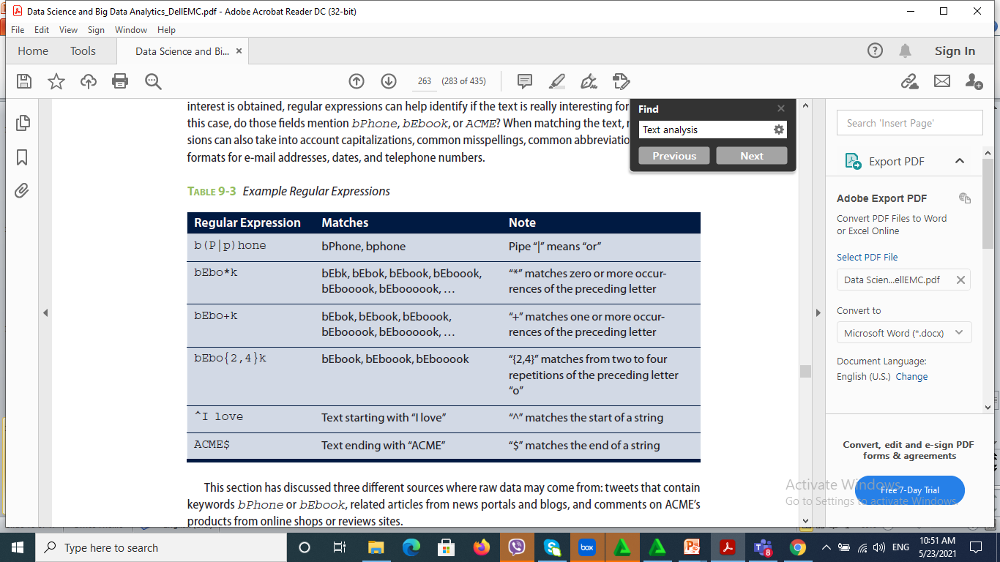 Data Science and Big Data Analytics_DellEMC.pdf - Adobe Acrobat Reader DC (32-bit)
File Edit View Sign Window Help
Home Tools Data Science and Bi... × Sign In
263 (283 of 435)
interest is obtained, regular expressions can help identify if the text is really interesting for
this case, do those fields mention bPhone, bEbook, or ACME? When matching the text,
sions can also take into account capitalizations, common misspellings, common abbreviatio
formats for e-mail addresses, dates, and telephone numbers.
Find
Text analysis
Previous Next
TABLE 9-3 Example Regular Expressions
Regular Expression Matches Note
b(P|p)hone bPhone, bphone Pipe “|” means “or”
bEbo*k bEbk, bEbok, bEbook, bEboook, “*” matches zero or more occur-
bEbooook, bEboooook, … rences of the preceding letter
bEbo+k bEbok, bEbook, bEboook, “+” matches one or more occur-
bEbooook, bEboooook, … rences of the preceding letter
bEbo{2,4}k bEbook, bEboook, bEbooook “{2,4}” matches from two to four
repetitions of the preceding letter
“o”
^I love Text starting with “I love” “^” matches the start of a string
ACME$ Text ending with “ACME” “$” matches the end of a string
This section has discussed three different sources where raw data may come from: tweets that contain
keywords bPhone or bEbook, related articles from news portals and blogs, and comments on ACME’s
products from online shops or reviews sites.
Search 'Insert Page'
Export PDF
Adobe Export PDF
Convert PDF Files to Word
or Excel Online
Select PDF File
Data Scien...ellEMC.pdf
Convert to
Microsoft Word (*.docx)
Document Language:
English (U.S.) Change
Convert, edit and e-sign PDF
forms & agreements
Free 7-Day Trial
Activate Windows
Go to Settings to activate Windows.
Type here to search
box
8
ENG
10:51 AM
5/23/2021